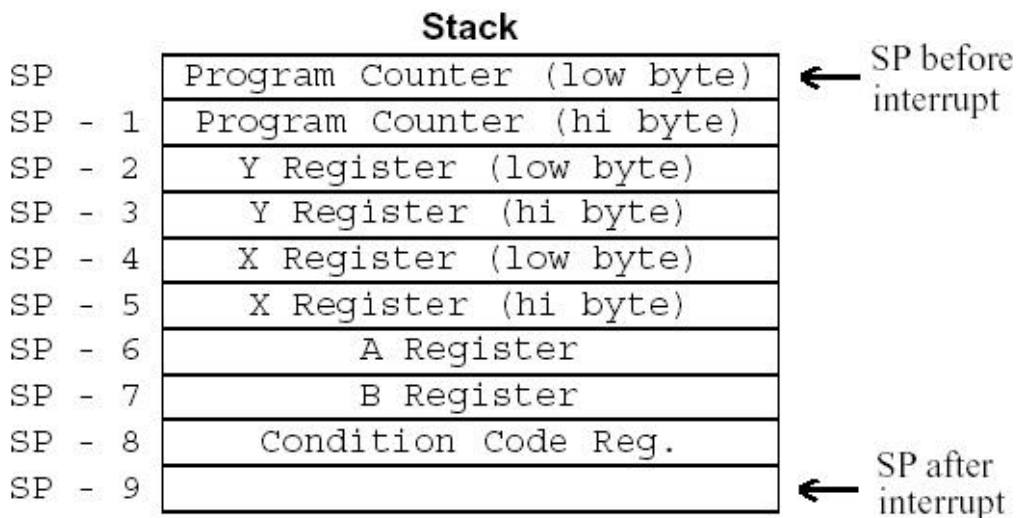 Stack
SP Program Counter (low byte) SP before
interrupt
SP - 1 Program Counter (hi byte)
SP - 2 Y Register (low byte)
SP - 3 Y Register (hi byte)
SP - 4 X Register (low byte)
SP - 5 X Register (hi byte)
SP - 6 A Register
SP - 7 B Register
SP - 8 Condition Code Reg.
SP - 9 SP after
interrupt